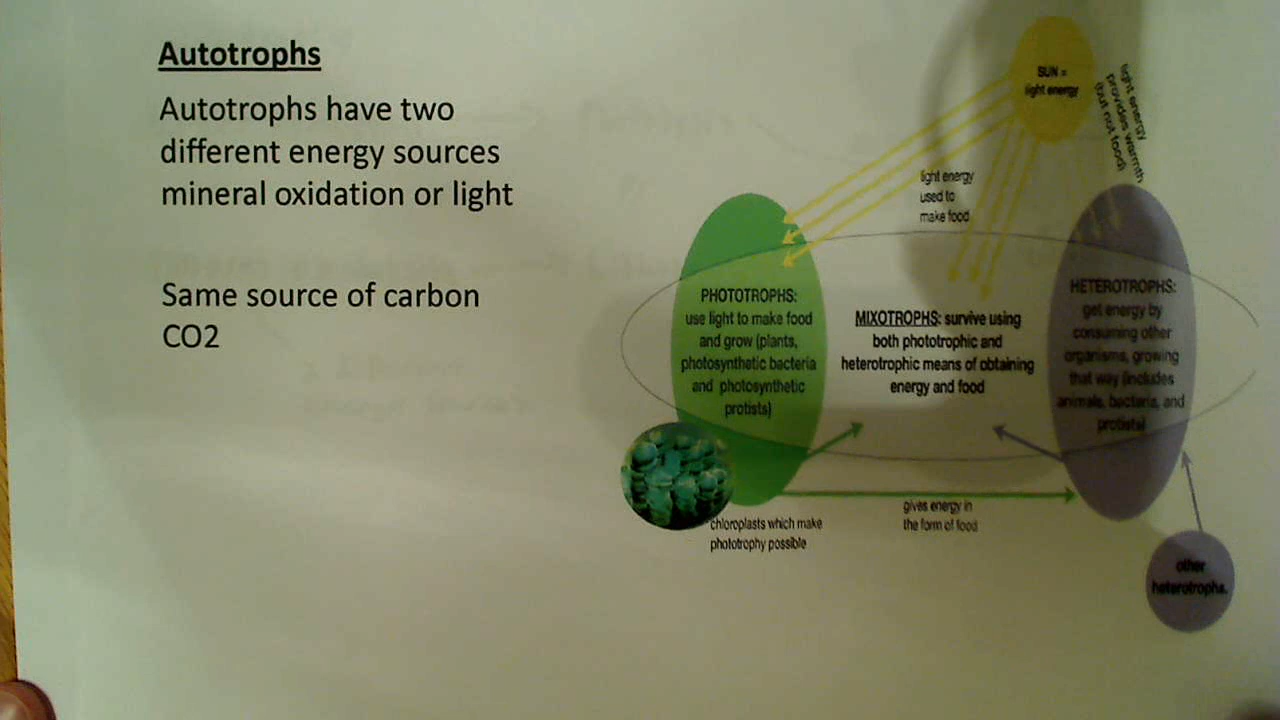 Autotrophs
Autotrophs have two
different energy sources
mineral oxidation or light
Same source of carbon
CO2
SUN =
light energy
light energy
provides warmth
(but not food)
light energy
used to
make food
PHOTOTROPHS:
use light to make food
and grow (plants,
photosynthetic bacteria
and photosynthetic
protists)
MIXOTROPHS: survive using
both phototrophic and
heterotrophic means of obtaining
energy and food
HETEROTROPHS:
get energy by
consuming other
organisms, growing
that way (includes
animals, bacteria, and
protists)
chloroplasts which make
phototrophy possible
gives energy in
the form of food
other
heterotrophs.